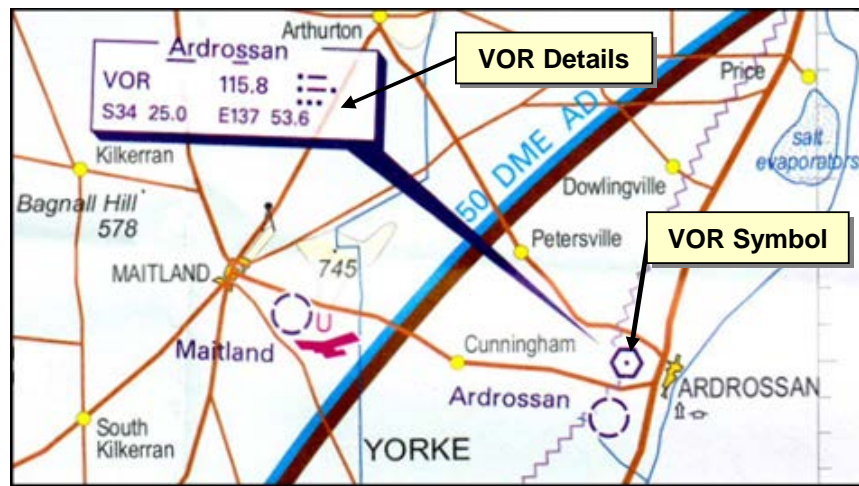 Arthurton
Ardrossan
VOR 115.8
S34 25.0 E137 53.6
VOR Details
Price
salt
evaporators
50 DME AD
Kilkerran
Dowlingville
Bagnall Hill
578
VOR Symbol
Petersville
MAITLAND
745
U
Maitland
Cunningham
Ardrossan
ARDROSSAN
South
Kilkerran
YORKE